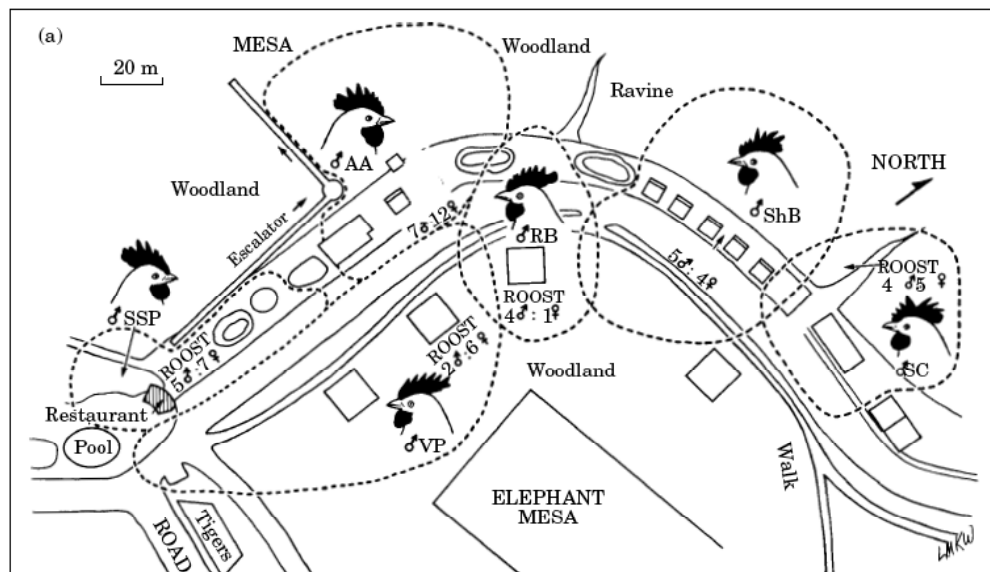 (a)
MESA
Woodland
20 m
Ravine
♂AA
NORTH
Woodland
♂ShB
Escalator
7♂:12♀
♂RB
5♂:4♀
ROOST
4 ♂5 ♀
♂SSP
ROOST
4♂: 1♀
ROOST
5♂:7♀
ROOST
2♂:6♀
Woodland
♂SC
Restaurant
Pool
♂VP
Walk
ELEPHANT
MESA
Tigers
ROAD
LMKW